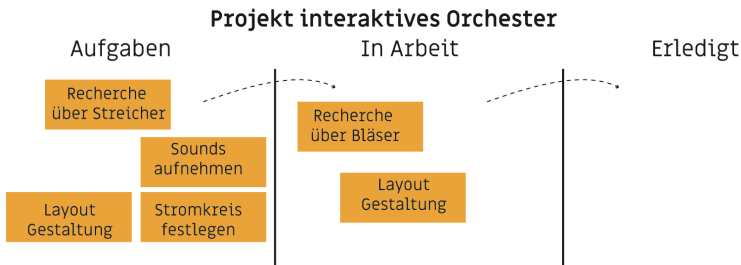 Projekt interaktives Orchester
Aufgaben
In Arbeit
Erledigt
Recherche
über Streicher
Sounds
aufnehmen
Layout
Gestaltung
Stromkreis
festlegen
Recherche
über Bläser
Layout
Gestaltung